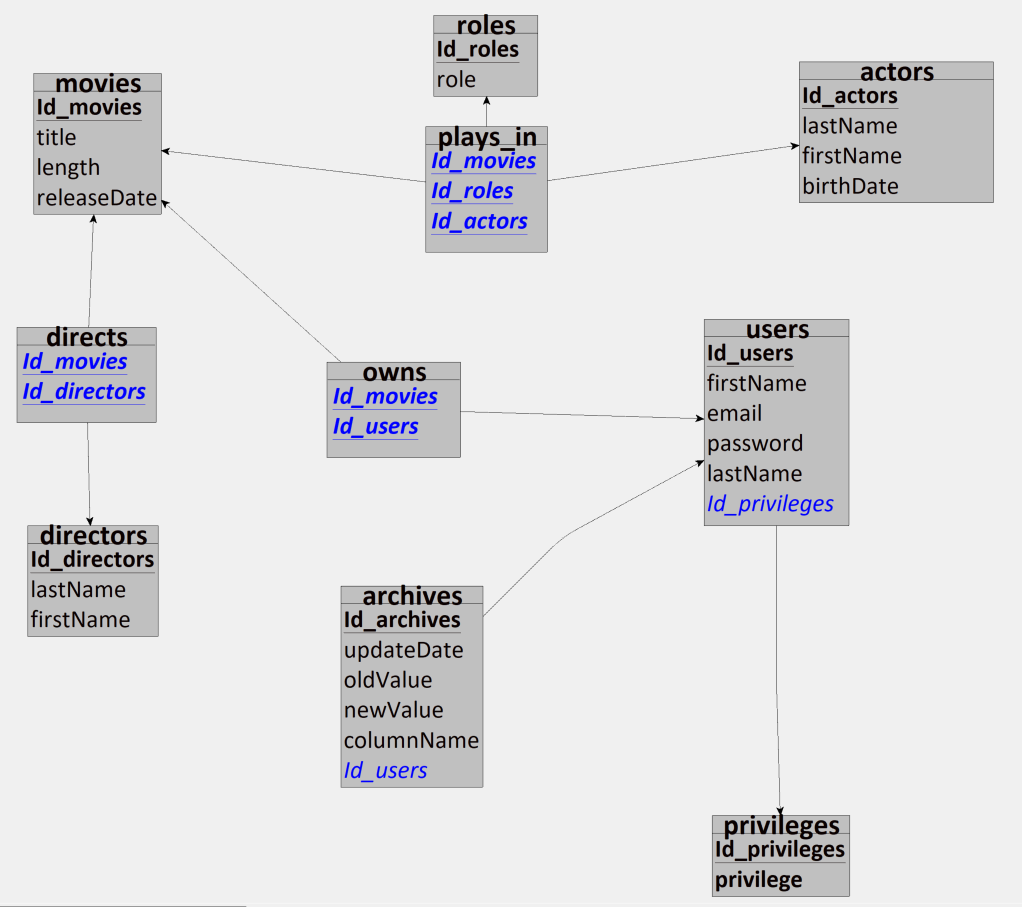 roles
Id_roles
role
movies
Id_movies
title
length
releaseDate
actors
Id_actors
lastName
firstName
birthDate
plays_in
Id_movies
Id_roles
Id_actors
directs
Id_movies
Id_directors
owns
Id_movies
Id_users
users
Id_users
firstName
email
password
lastName
Id_privileges
directors
Id_directors
lastName
firstName
archives
Id_archives
updateDate
oldValue
newValue
columnName
Id_users
privileges
Id_privileges
privilege